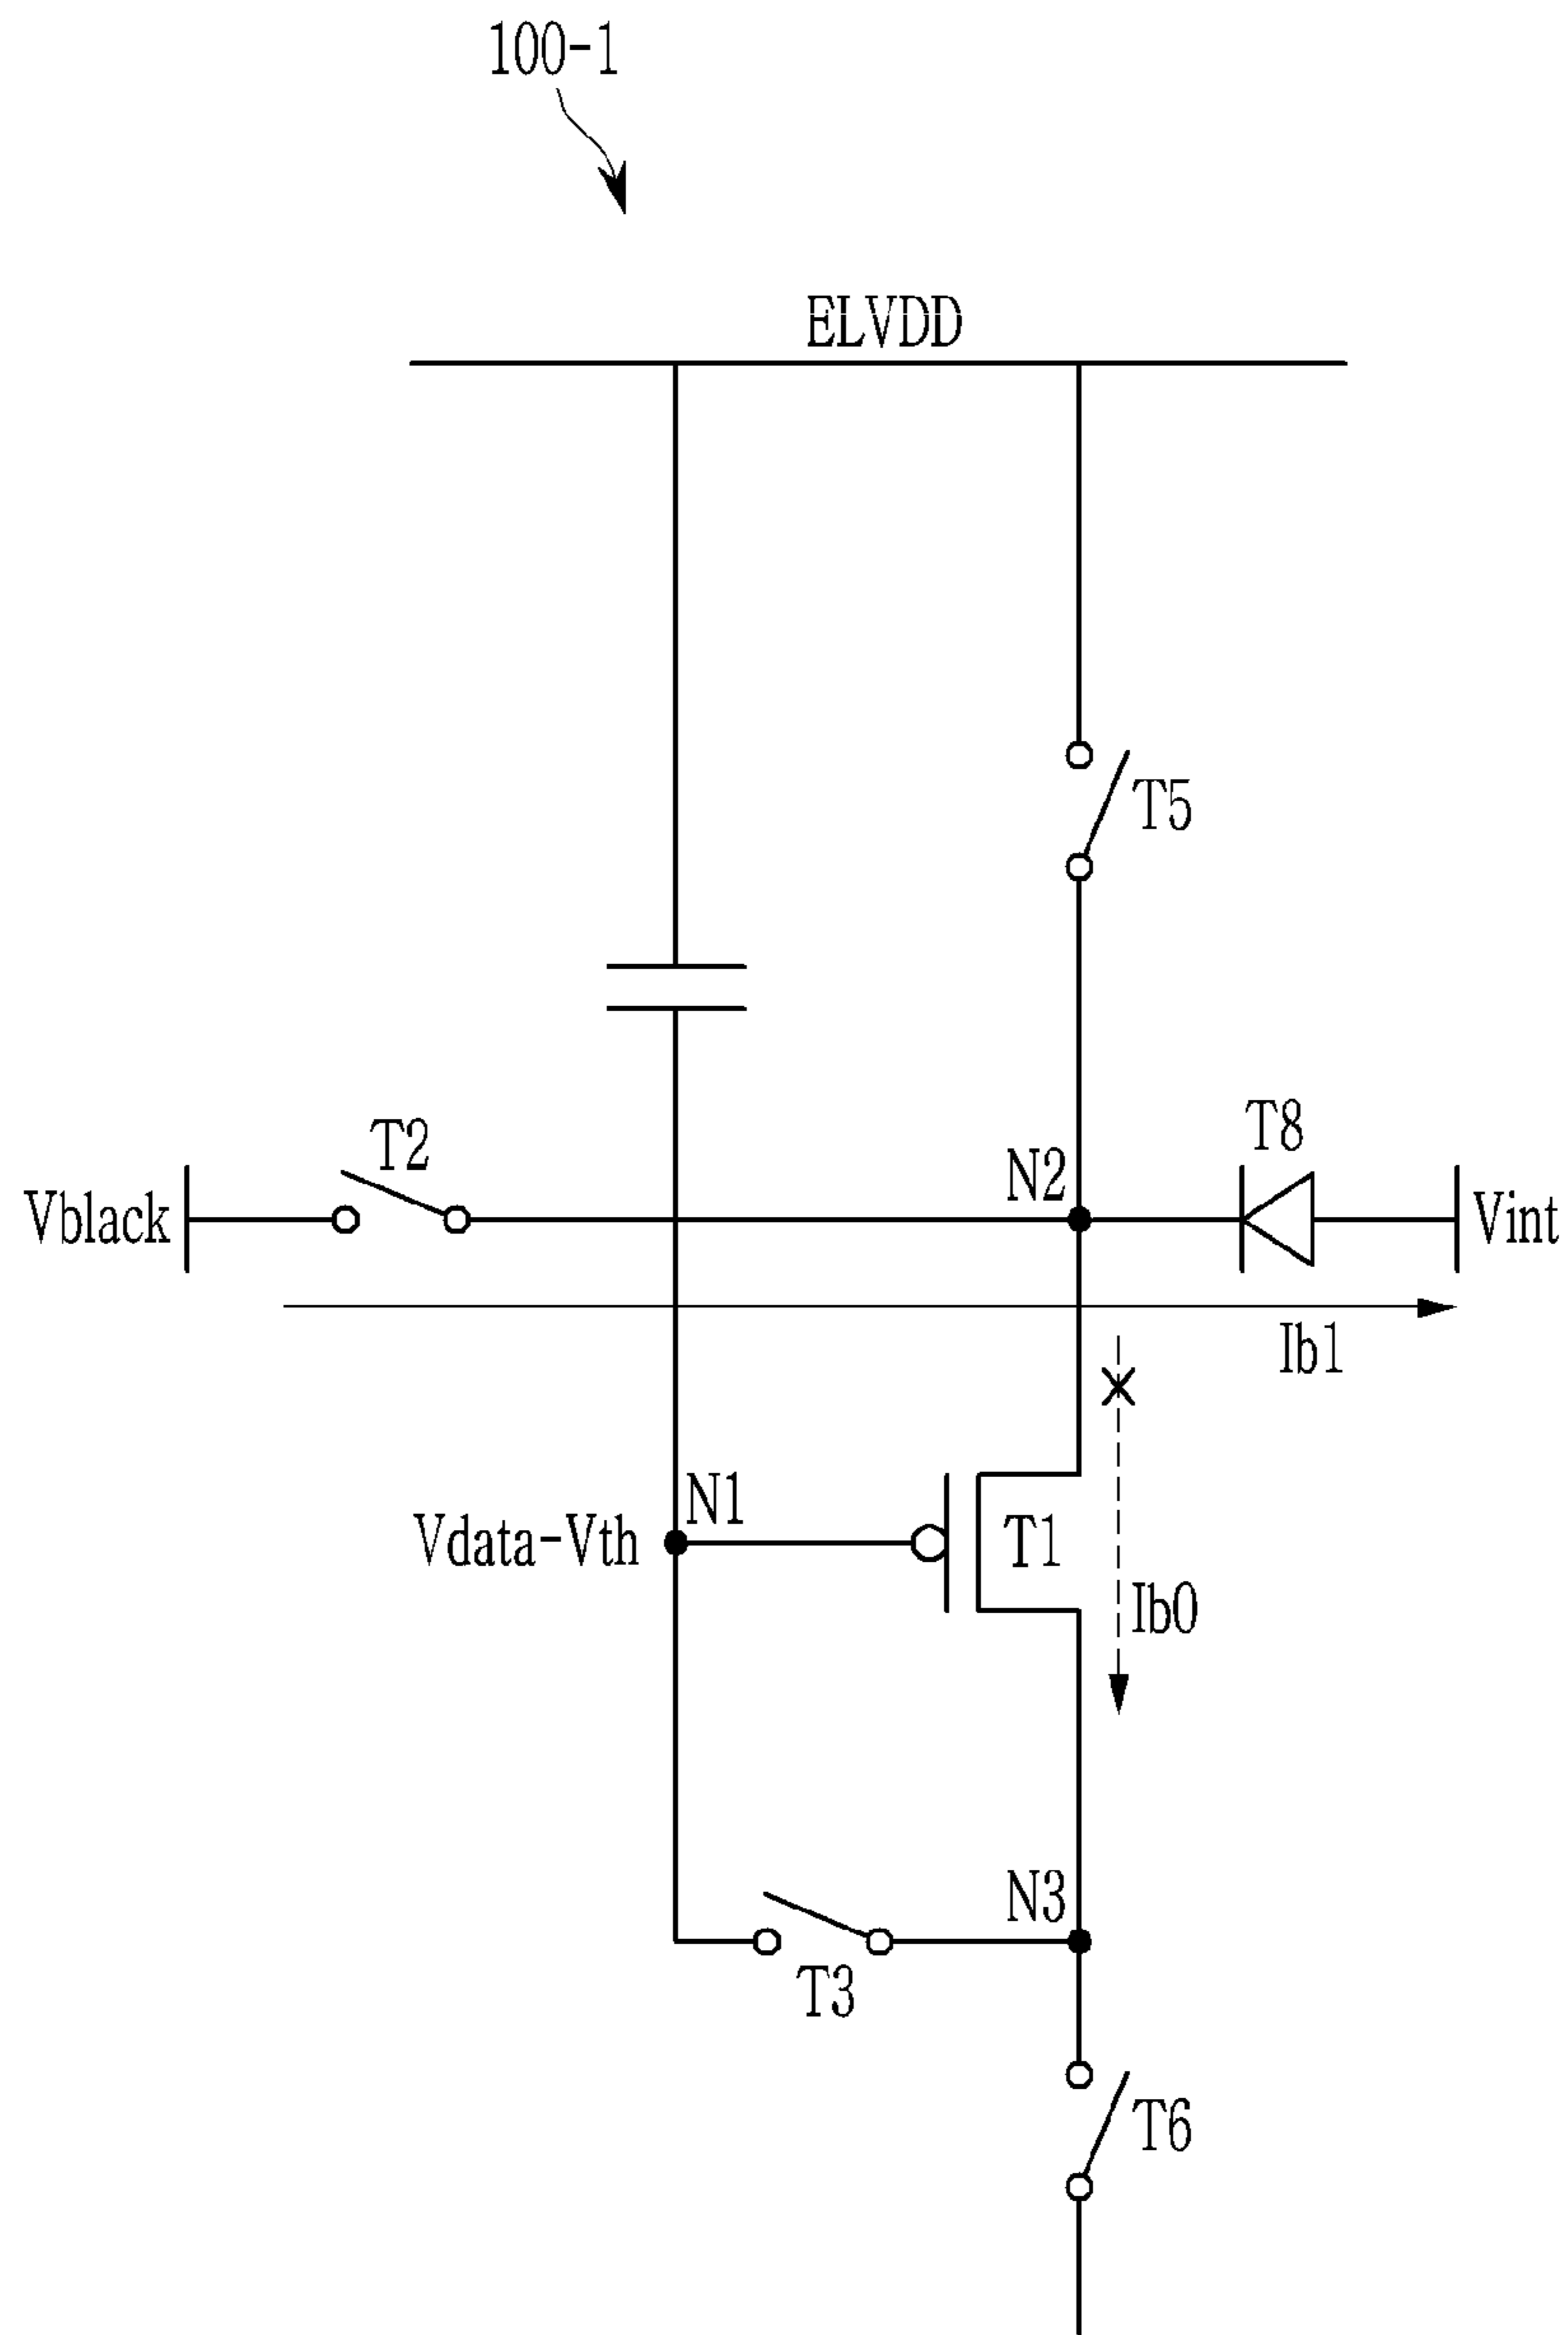 100-1
ELVDD
T5
T2
T8
N2
Vblack
Vint
Ib1
N1
Vdata-Vth
T1
Ib0
N3
T3
T6